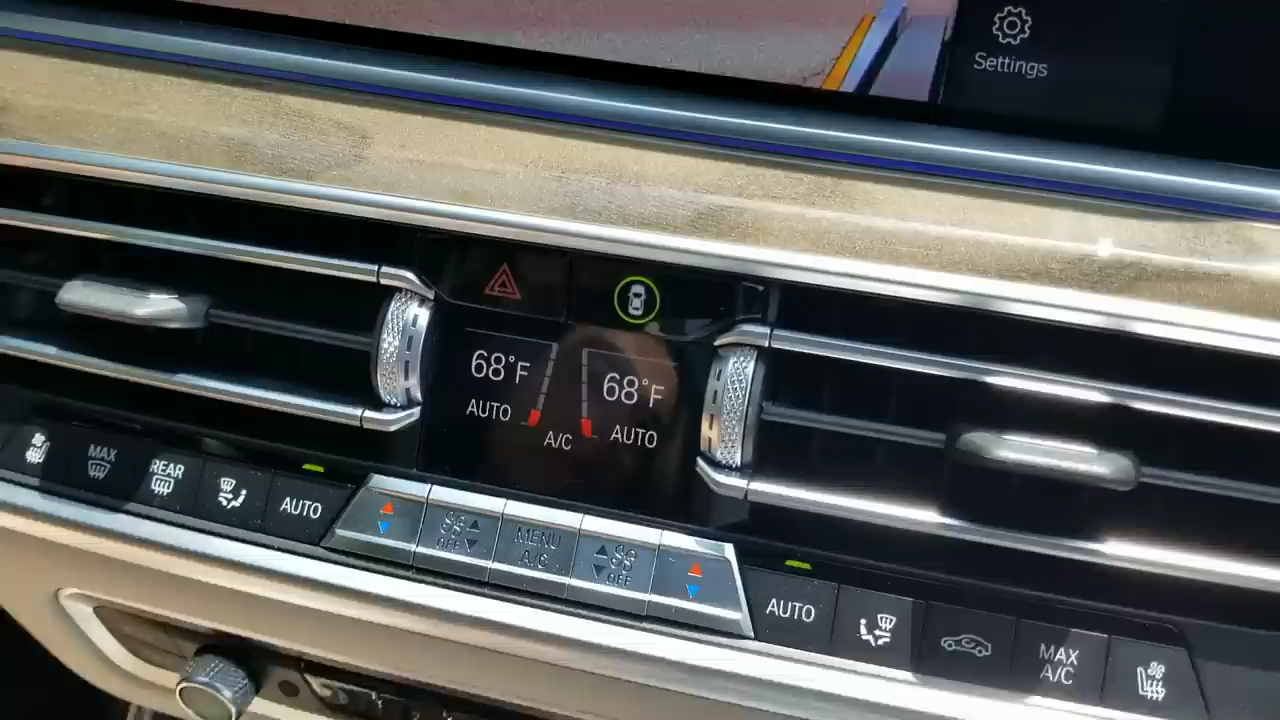 Settings
68°F
AUTO
A/C
68°F
AUTO
MAX
REAR
AUTO
OFF
MENU
A/C
OFF
AUTO
MAX
A/C